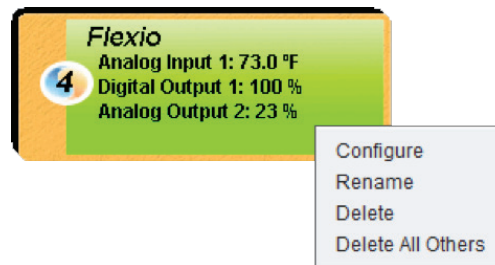 Flexio
4
Analog Input 1: 73.0 ºF
Digital Output 1: 100 %
Analog Output 2: 23 %
Configure
Rename
Delete
Delete All Others